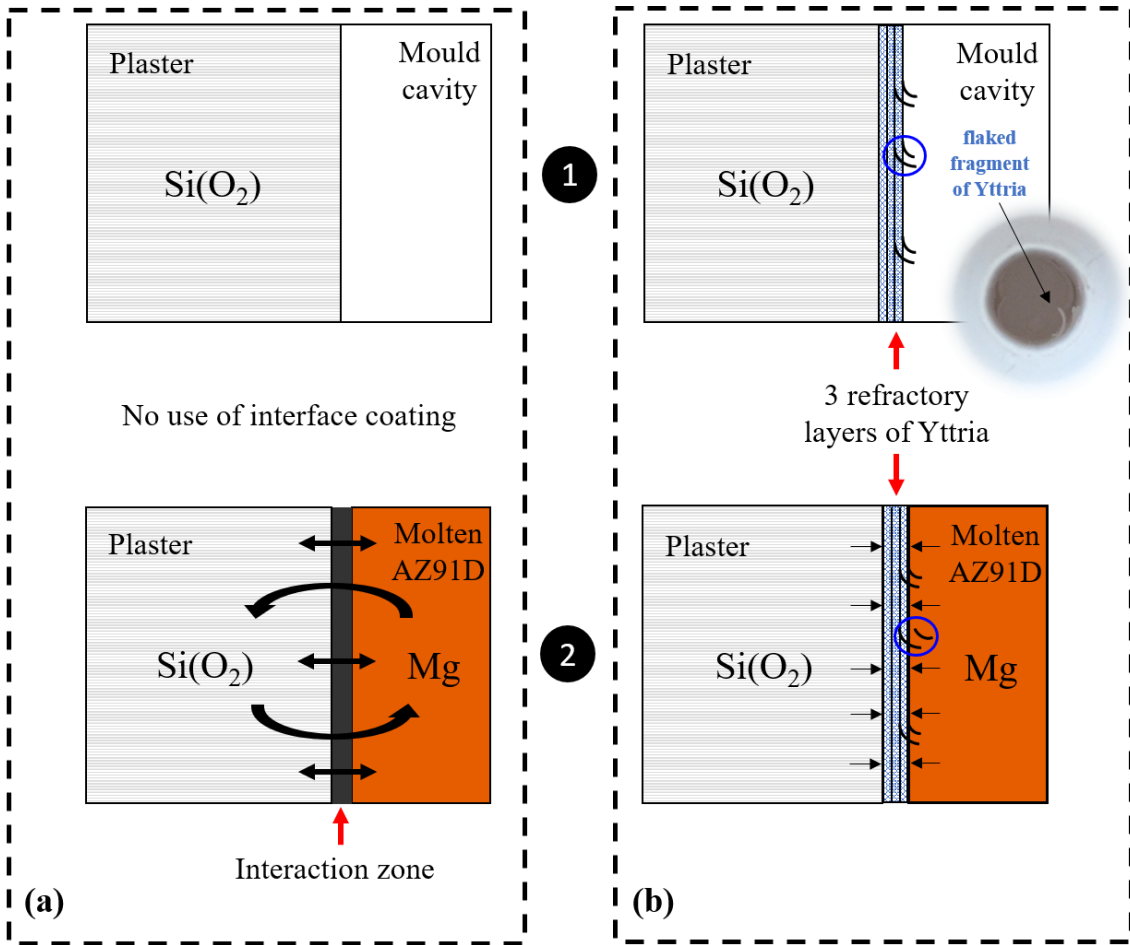 Plaster
Mould
cavity
Si(O₂)
No use of interface coating
Plaster
Molten
AZ91D
Si(O₂)
Mg
Interaction zone
(a)
1
2
Plaster
Mould
cavity
flaked
fragment
of Yttria
Si(O₂)
3 refractory
layers of Yttria
Plaster
Molten
AZ91D
Si(O₂)
Mg
(b)